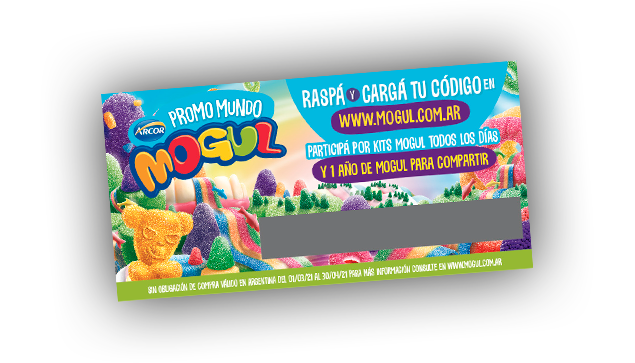 PROMO MUNDO
ARCOR
MOGUL
RASPÁ Y CARGÁ TU CÓDIGO EN
WWW.MOGUL.COM.AR
PARTICIPÁ POR KITS MOGUL TODOS LOS DÍAS
Y 1 AÑO DE MOGUL PARA COMPARTIR
SIN OBLIGACIÓN DE COMPRA VÁLIDO EN ARGENTINA DEL 01/03/21 AL 30/04/21 PARA MÁS INFORMACIÓN CONSULTE EN WWW.MOGUL.COM.AR